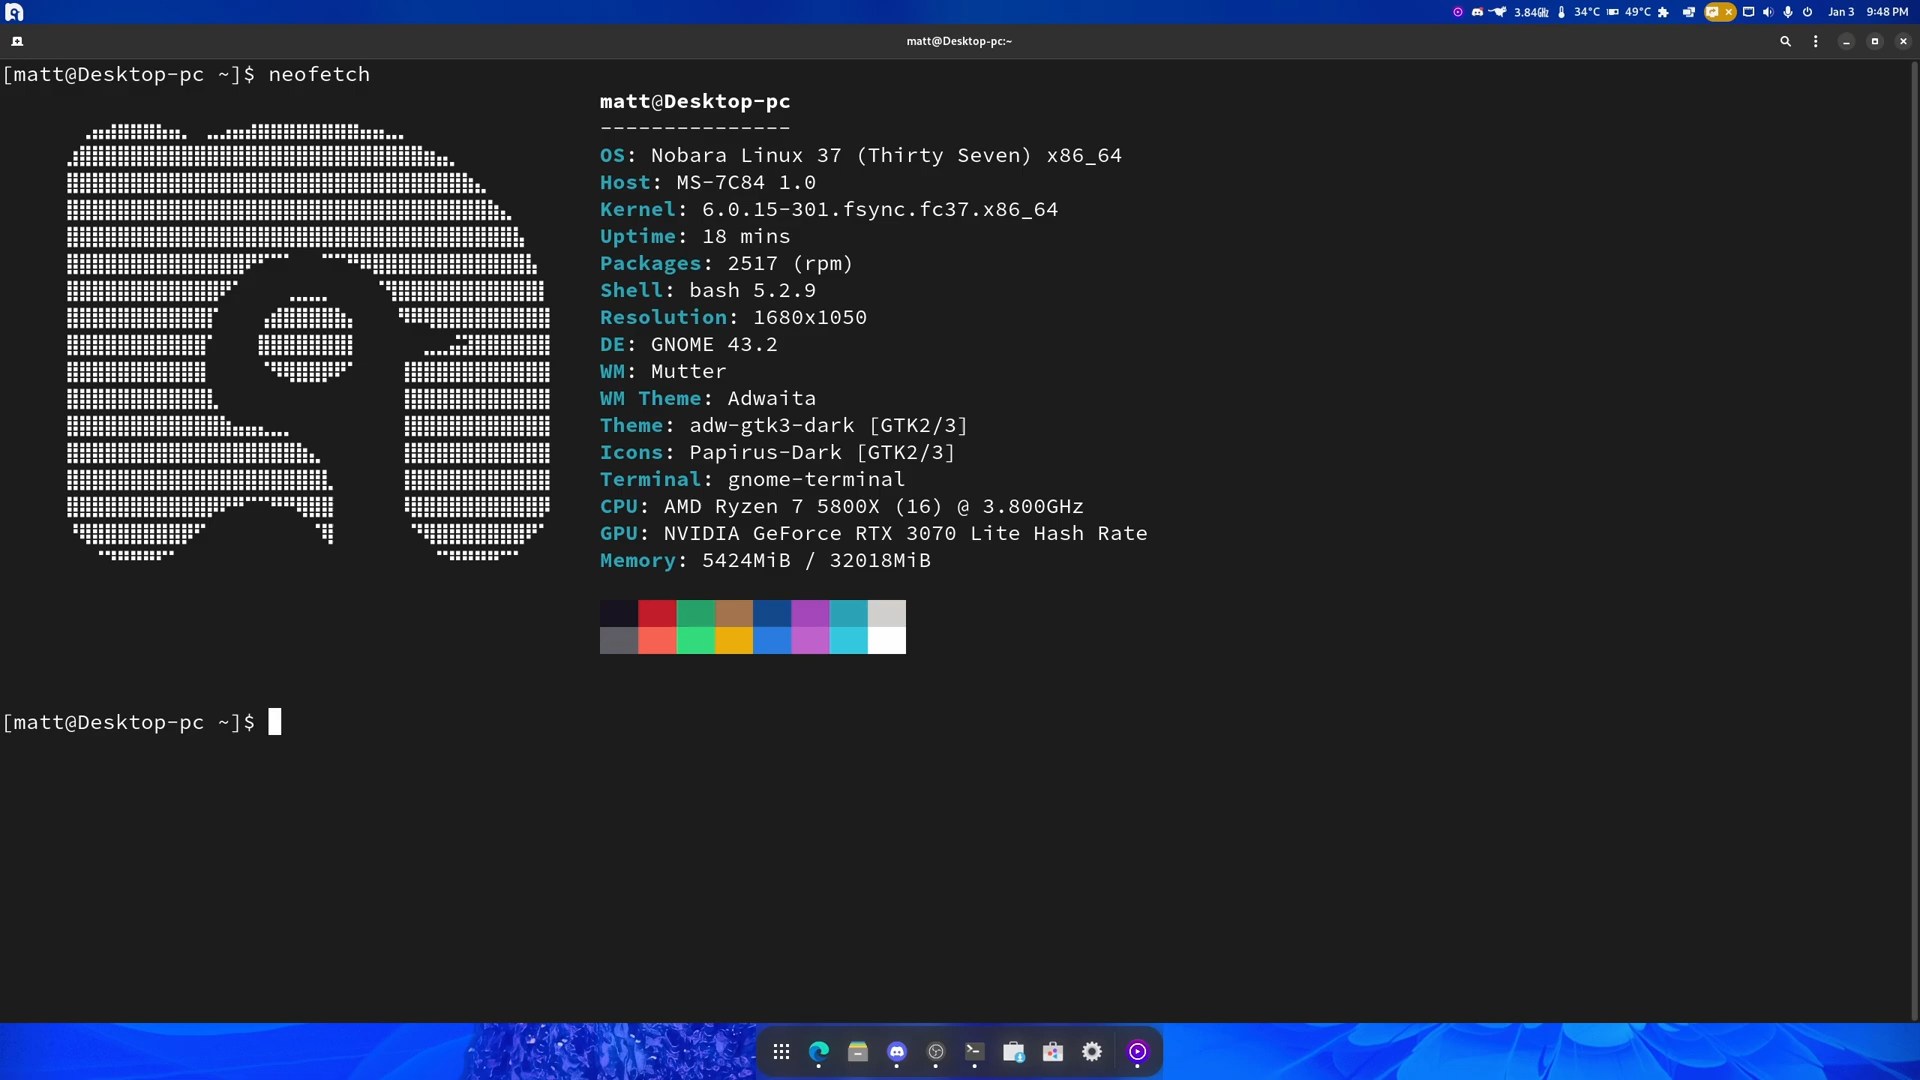 3.84GHz 34°C 49°C Jan 3 9:48 PM
matt@Desktop-pc:~
[matt@Desktop-pc ~]$ neofetch
matt@Desktop-pc
---------------
OS: Nobara Linux 37 (Thirty Seven) x86_64
Host: MS-7C84 1.0
Kernel: 6.0.15-301.fsync.fc37.x86_64
Uptime: 18 mins
Packages: 2517 (rpm)
Shell: bash 5.2.9
Resolution: 1680x1050
DE: GNOME 43.2
WM: Mutter
WM Theme: Adwaita
Theme: adw-gtk3-dark [GTK2/3]
Icons: Papirus-Dark [GTK2/3]
Terminal: gnome-terminal
CPU: AMD Ryzen 7 5800X (16) @ 3.800GHz
GPU: NVIDIA GeForce RTX 3070 Lite Hash Rate
Memory: 5424MiB / 32018MiB
[matt@Desktop-pc ~]$